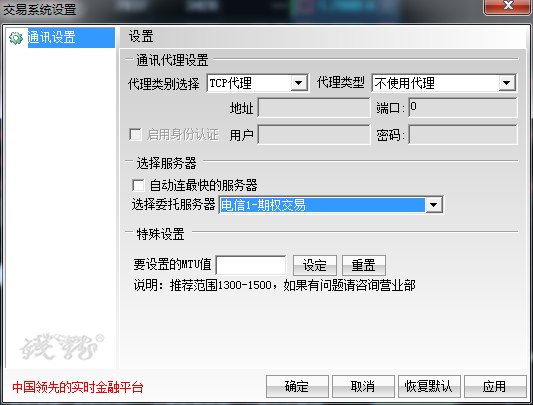 交易系统设置
通讯设置
设置
通讯代理设置
代理类别选择 TCP代理 代理类型 不使用代理
地址 端口: 0
启用身份认证 用户 密码:
选择服务器
自动连最快的服务器
选择委托服务器 电信1-期权交易
特殊设置
要设置的MTU值 设定 重置
说明：推荐范围1300-1500，如果有问题请咨询营业部
钱龙®
中国领先的实时金融平台
确定 取消 恢复默认 应用